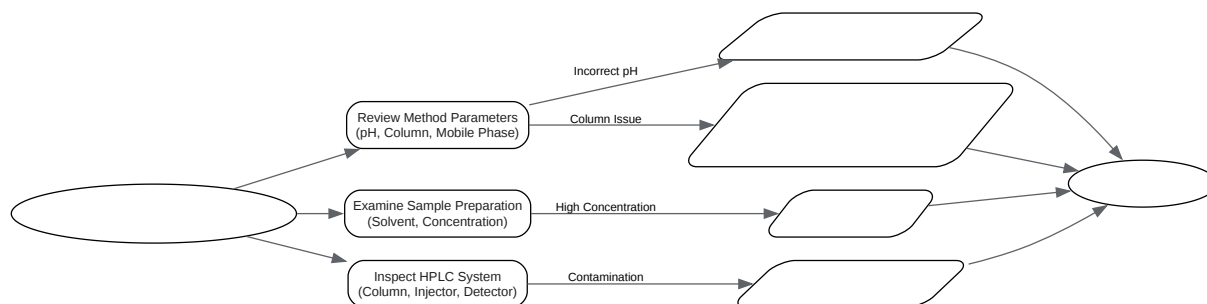 Incorrect pH
Review Method Parameters
(pH, Column, Mobile Phase)
Column Issue
Examine Sample Preparation
(Solvent, Concentration)
High Concentration
Inspect HPLC System
(Column, Injector, Detector)
Contamination